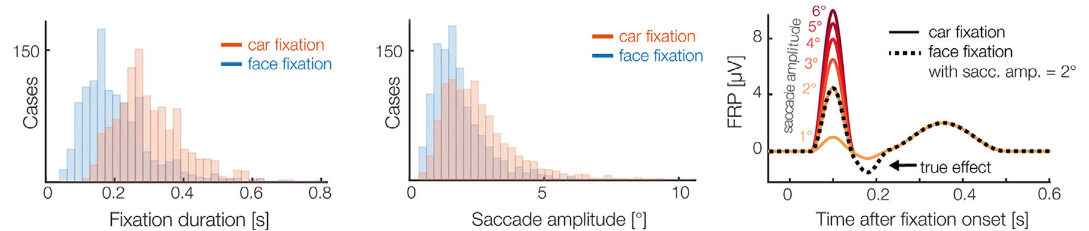 150
Cases
car fixation
face fixation
0
0.2
0.4
0.6
0.8
Fixation duration [s]
150
Cases
car fixation
face fixation
0
5
10
Saccade amplitude [°]
8
4
0
FRP [µV]
saccade amplitude
6°
5°
4°
3°
2°
1°
car fixation
face fixation
with sacc. amp. = 2°
true effect
0
0.2
0.4
0.6
Time after fixation onset [s]